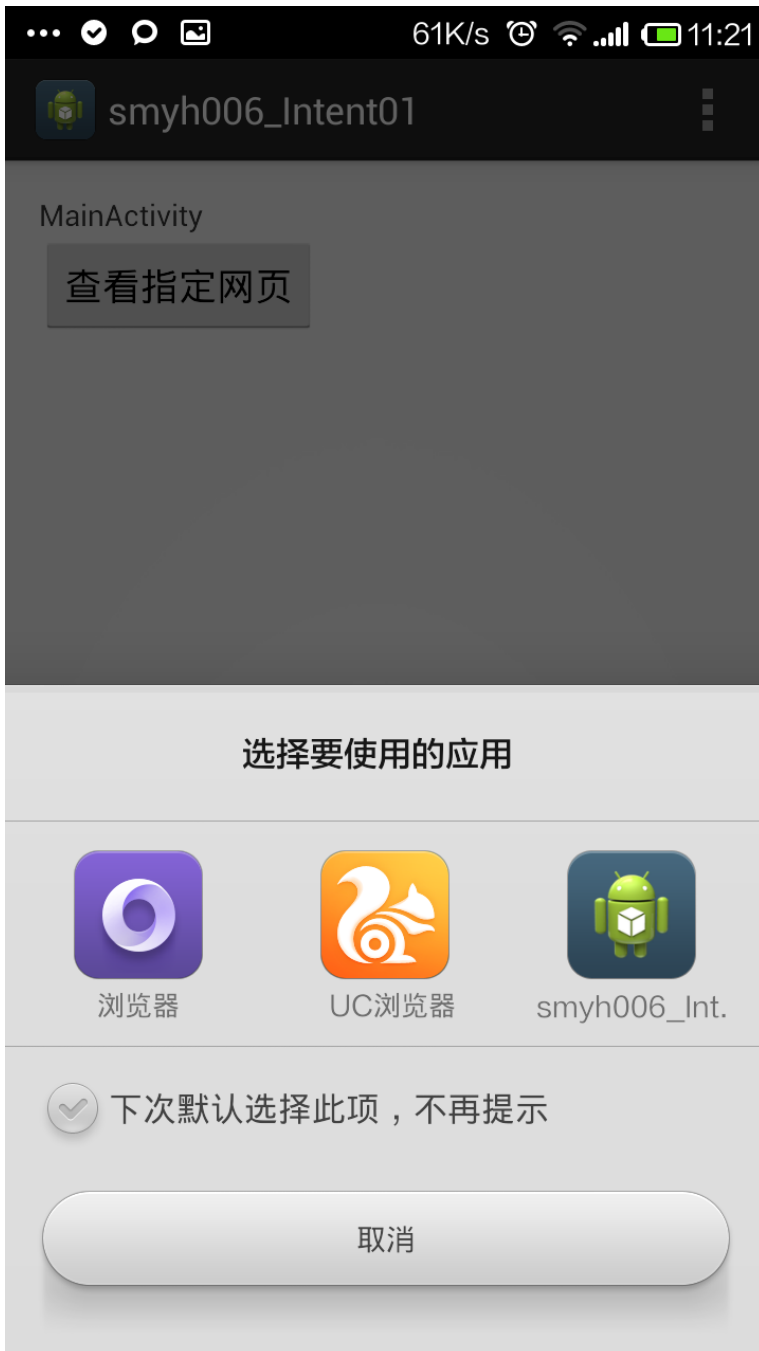 61K/s 11:21
smyh006_Intent01
MainActivity
查看指定网页
选择要使用的应用
浏览器 UC浏览器 smyh006_Int.
下次默认选择此项，不再提示
取消